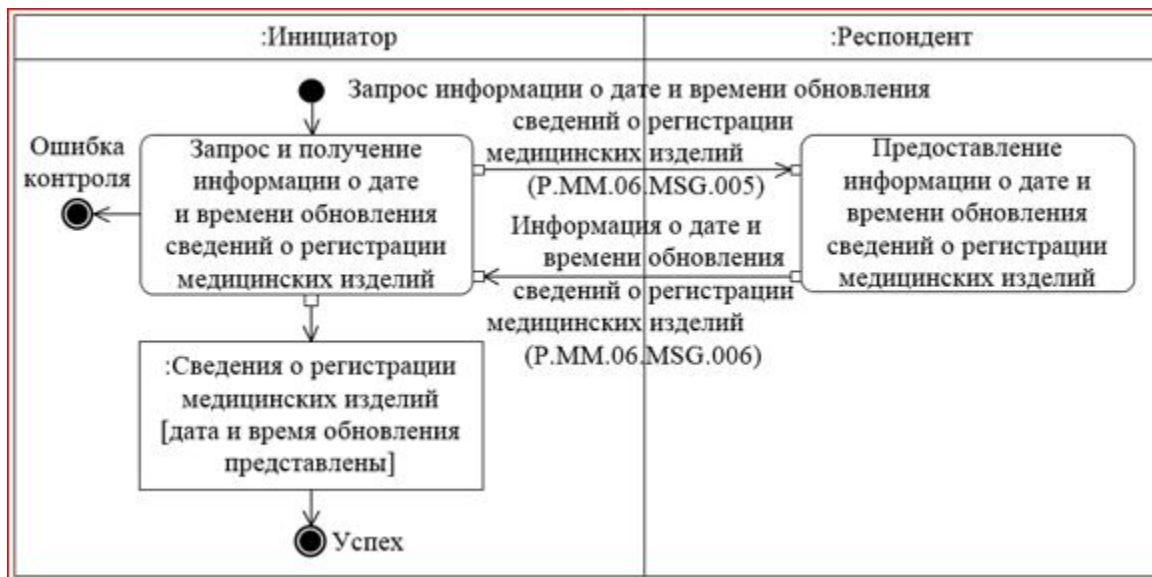 :Инициатор
:Респондент
Запрос информации о дате и времени обновления
сведений о регистрации
медицинских изделий
(P.MM.06.MSG.005)
Ошибка
контроля
Запрос и получение
информации о дате
и времени обновления
сведений о регистрации
медицинских изделий
Предоставление
информации о дате и
времени обновления
сведений о регистрации
медицинских изделий
Информация о дате и
времени обновления
сведений о регистрации
медицинских изделий
(P.MM.06.MSG.006)
:Сведения о регистрации
медицинских изделий
[дата и время обновления
представлены]
Успех